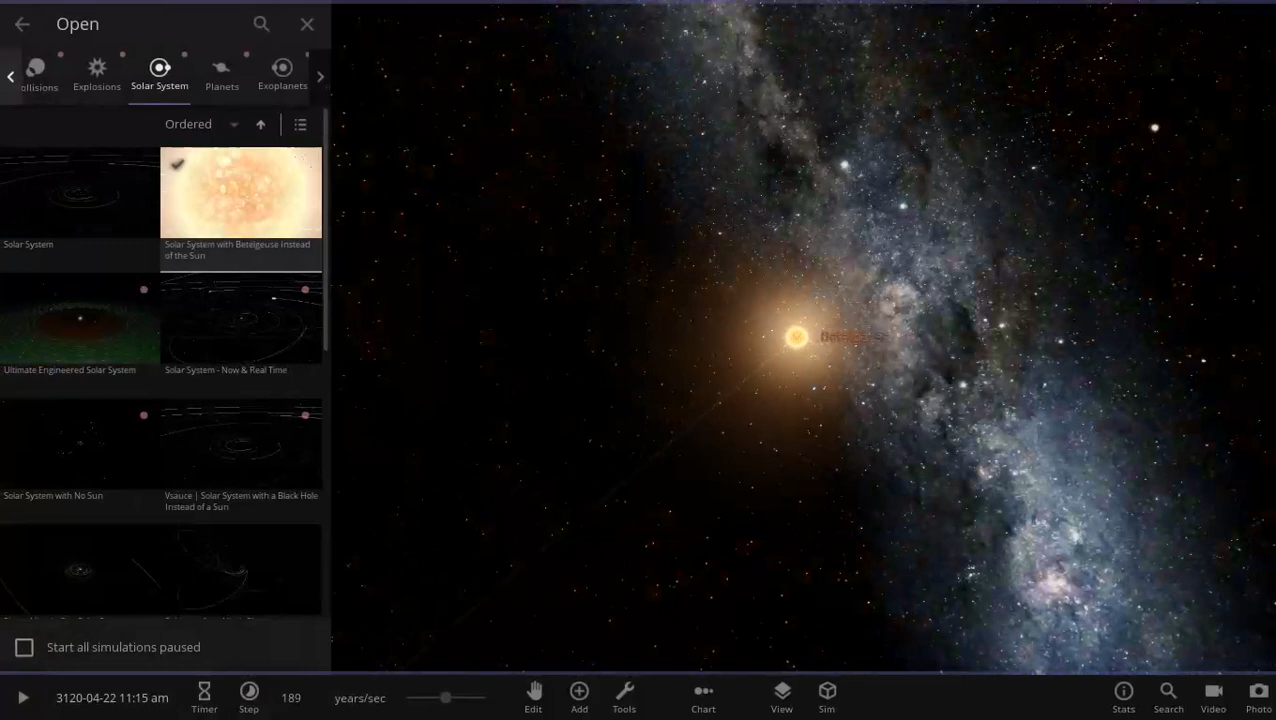 Open
ollisions
Explosions
Solar System
Planets
Exoplanets
Ordered
Solar System
Solar System with Betelgeuse Instead
of the Sun
Ultimate Engineered Solar System
Solar System - Now & Real Time
Solar System with No Sun
Vsauce | Solar System with a Black Hole
Instead of a Sun
Start all simulations paused
3120-04-22 11:15 am
Timer
Step
189
years/sec
Edit
Add
Tools
Chart
View
Sim
Stats
Search
Video
Photo